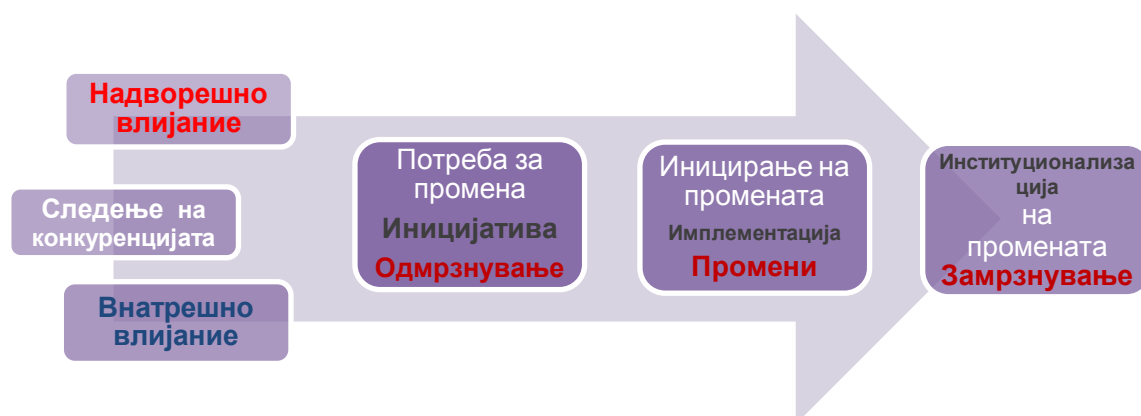 Надворешно
влијание
Следење на
конкуренцијата
Внатрешно
влијание
Потреба за
промена
Иницијатива
Одмрзнување
Иницирање на
промената
Имплементација
Промени
Институционализа
ција
на
промената
Замрзнување